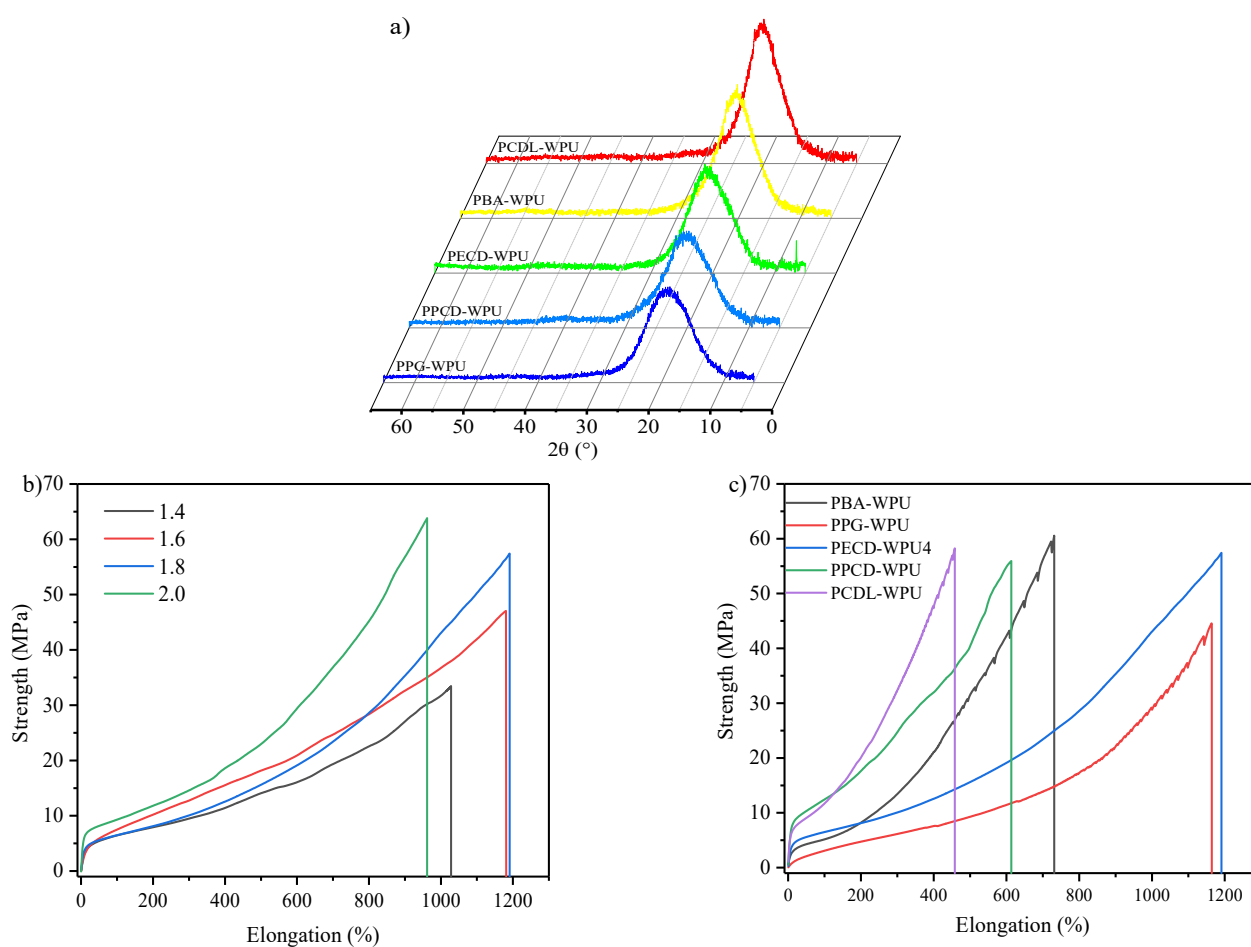 a)
PCDL-WPU
PBA-WPU
PECD-WPU
PPCD-WPU
PPG-WPU
60 50 40 30 20 10 0
2θ (°)
b)
70
60
50
40
30
20
10
0
Strength (MPa)
1.4
1.6
1.8
2.0
0 200 400 600 800 1000 1200
Elongation (%)
c)
70
60
50
40
30
20
10
0
Strength (MPa)
PBA-WPU
PPG-WPU
PECD-WPU4
PPCD-WPU
PCDL-WPU
0 200 400 600 800 1000 1200
Elongation (%)